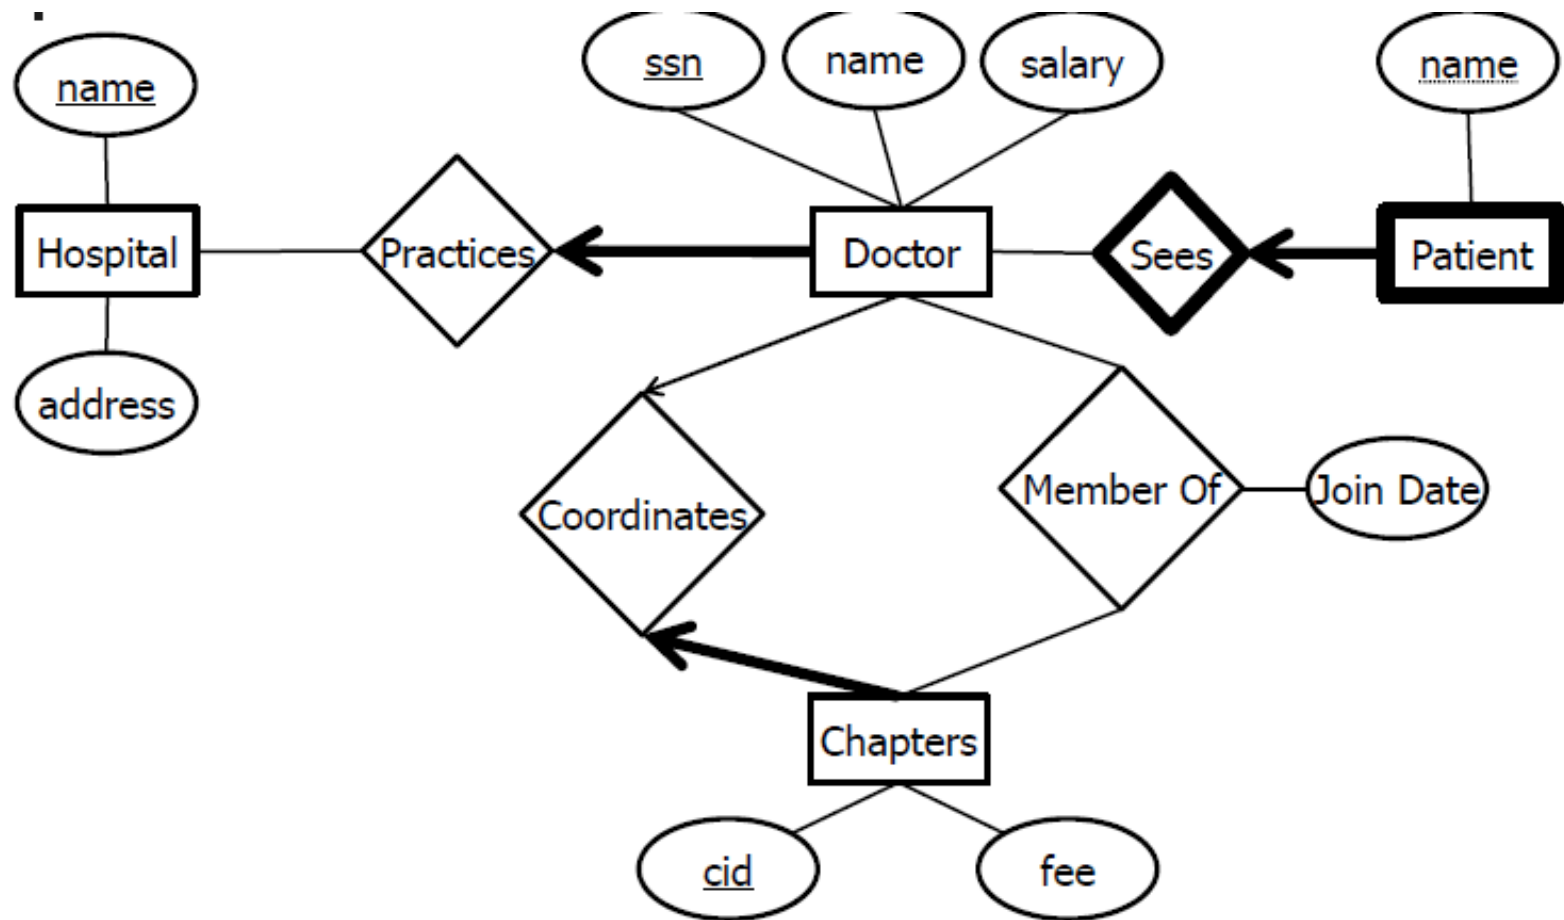 ssn
name
salary
name
name
Hospital
Practices
Doctor
Sees
Patient
address
Coordinates
Member Of
Join Date
Chapters
cid
fee